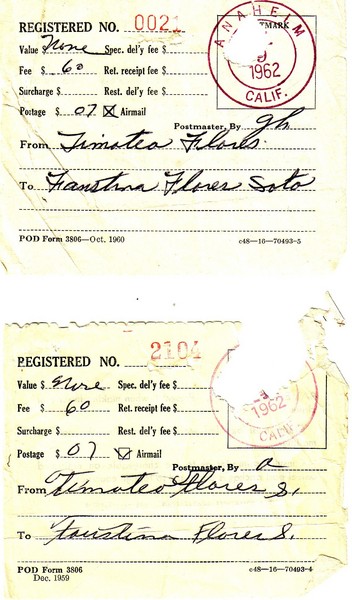 REGISTERED NO. 0021
ANAHEIM
MARK
Value $ None Spec. del'y fee $
9
Fee $ 60 Ret. receipt fee $
1962
Surcharge $ Rest. del'y fee $
CALIF.
Postage $ .07 ☒ Airmail
Postmaster, By gh
From Timoteo Flores.
To Faustina Flores Soto
POD Form 3806—Oct. 1960 c48—16—70493-5
REGISTERED NO. 2104
Value $ None Spec. del'y fee $
Fee $ 60 Ret. receipt fee $
1962
Surcharge $ Rest. del'y fee $
CALIF.
Postage $ 07 ☑ Airmail
Postmaster, By a
From Timoteo Flores S.
To Faustina Flores S.
POD Form 3806
Dec. 1959 c48—16—70493-4